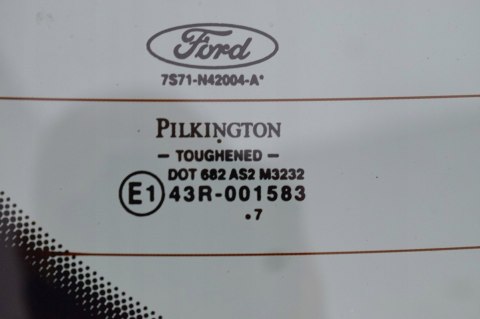 Ford
7S71-N42004-A*
PILKINGTON
- TOUGHENED -
DOT 682 AS2 M3232
E1 43R-001583
.7